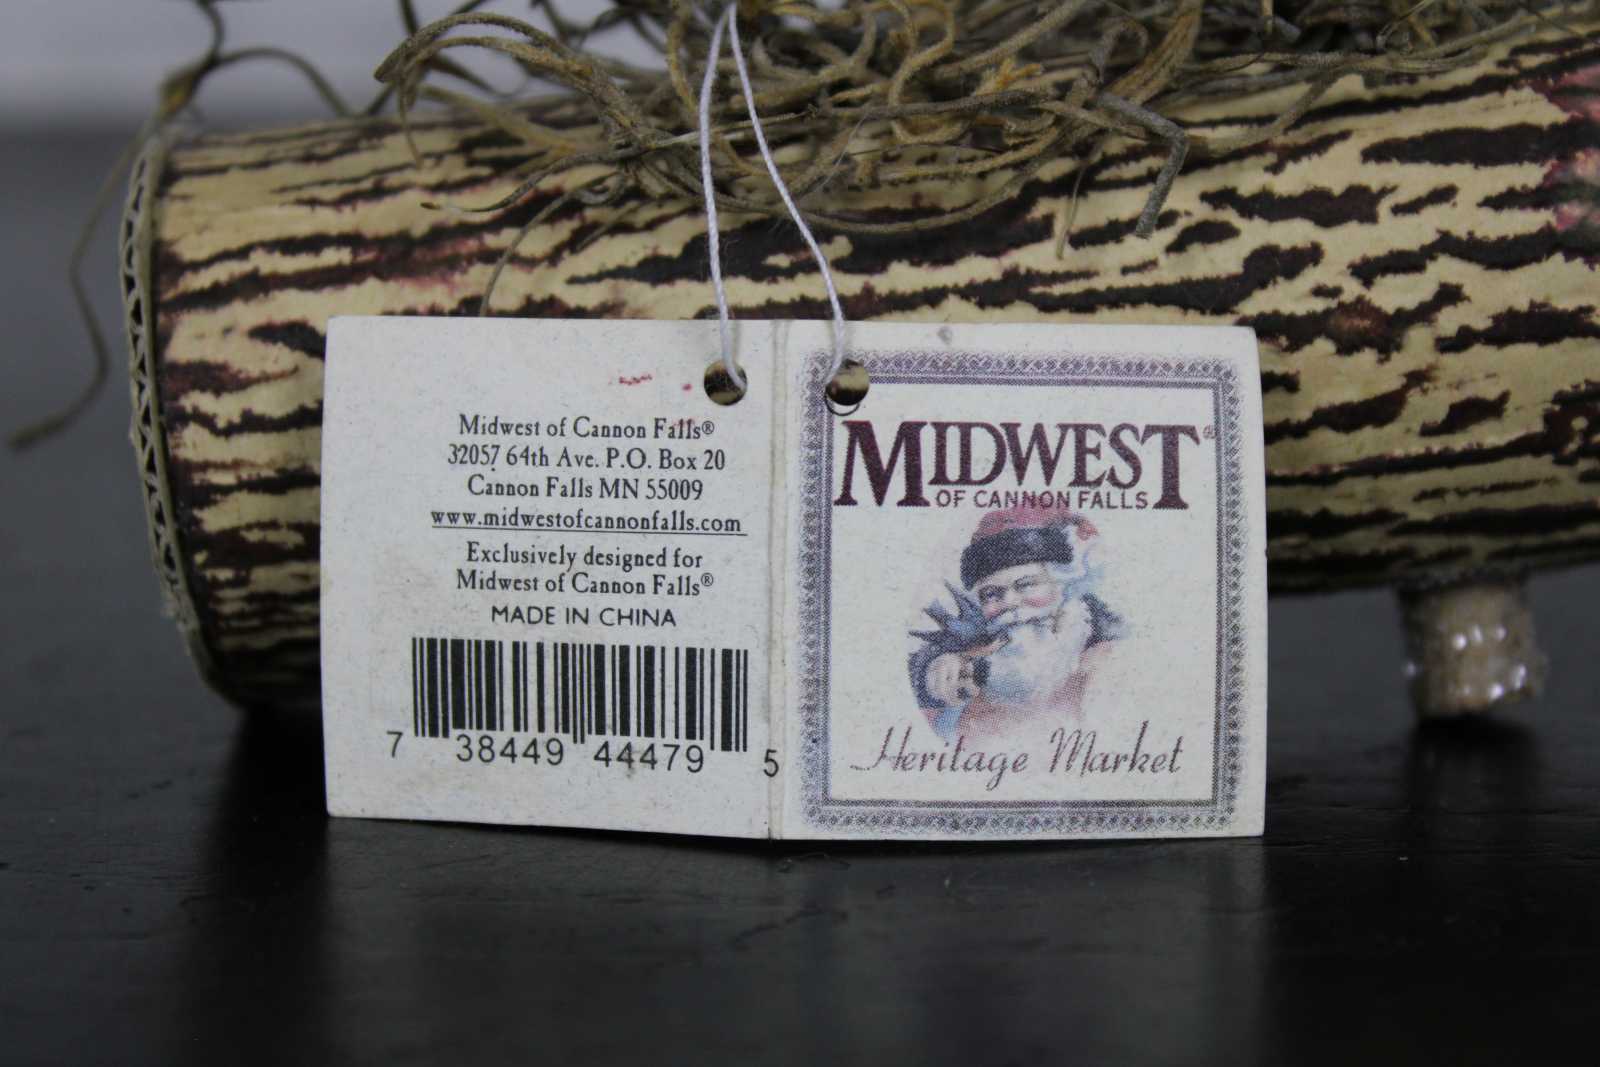 Midwest of Cannon Falls®
32057 64th Ave. P.O. Box 20
Cannon Falls MN 55009
www.midwestofcannonfalls.com
Exclusively designed for
Midwest of Cannon Falls®
MADE IN CHINA
7 38449 44479 5
MIDWEST®
OF CANNON FALLS
Heritage Market